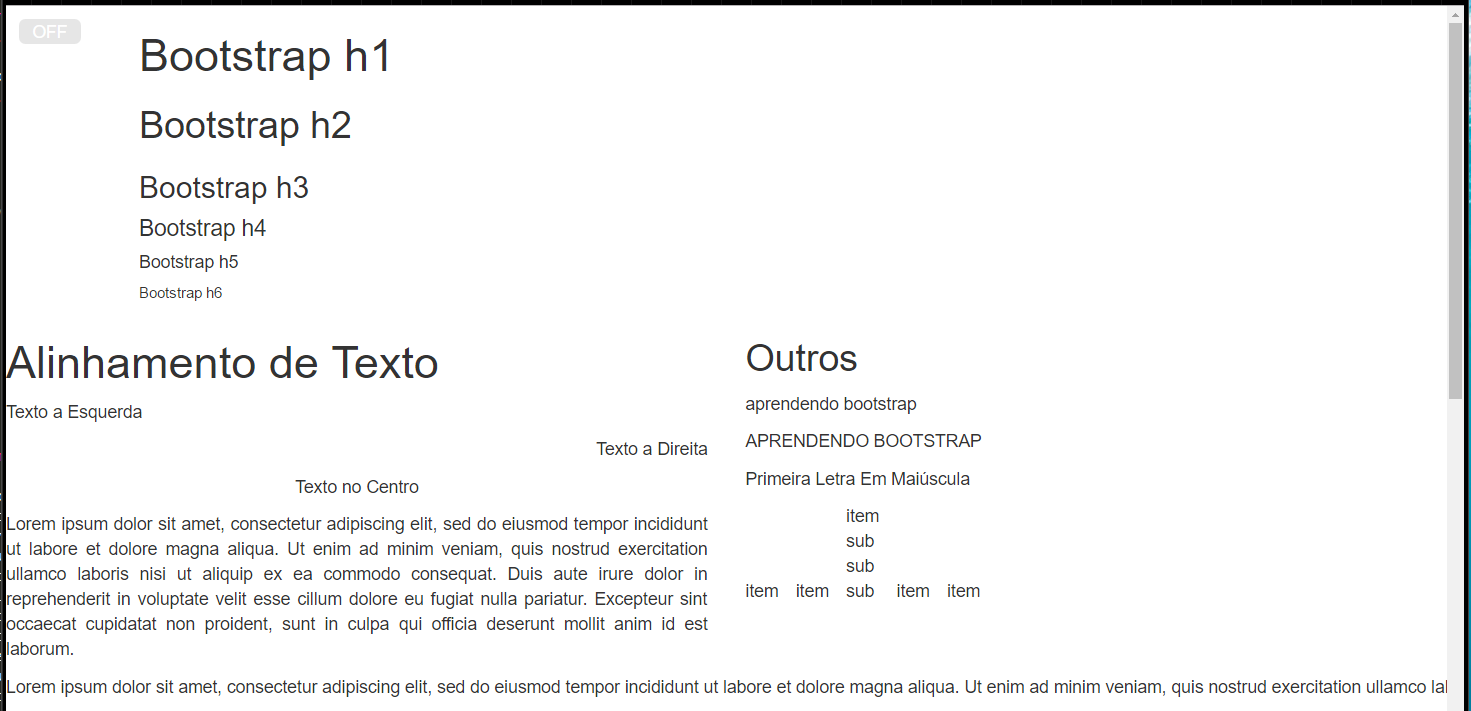 OFF
Bootstrap h1
Bootstrap h2
Bootstrap h3
Bootstrap h4
Bootstrap h5
Bootstrap h6
Alinhamento de Texto
Texto a Esquerda
Texto a Direita
Texto no Centro
Lorem ipsum dolor sit amet, consectetur adipiscing elit, sed do eiusmod tempor incididunt
ut labore et dolore magna aliqua. Ut enim ad minim veniam, quis nostrud exercitation
ullamco laboris nisi ut aliquip ex ea commodo consequat. Duis aute irure dolor in
reprehenderit in voluptate velit esse cillum dolore eu fugiat nulla pariatur. Excepteur sint
occaecat cupidatat non proident, sunt in culpa qui officia deserunt mollit anim id est
laborum.
Outros
aprendendo bootstrap
APRENDENDO BOOTSTRAP
Primeira Letra Em Maiúscula
item
sub
sub
item item sub item item
Lorem ipsum dolor sit amet, consectetur adipiscing elit, sed do eiusmod tempor incididunt ut labore et dolore magna aliqua. Ut enim ad minim veniam, quis nostrud exercitation ullamco